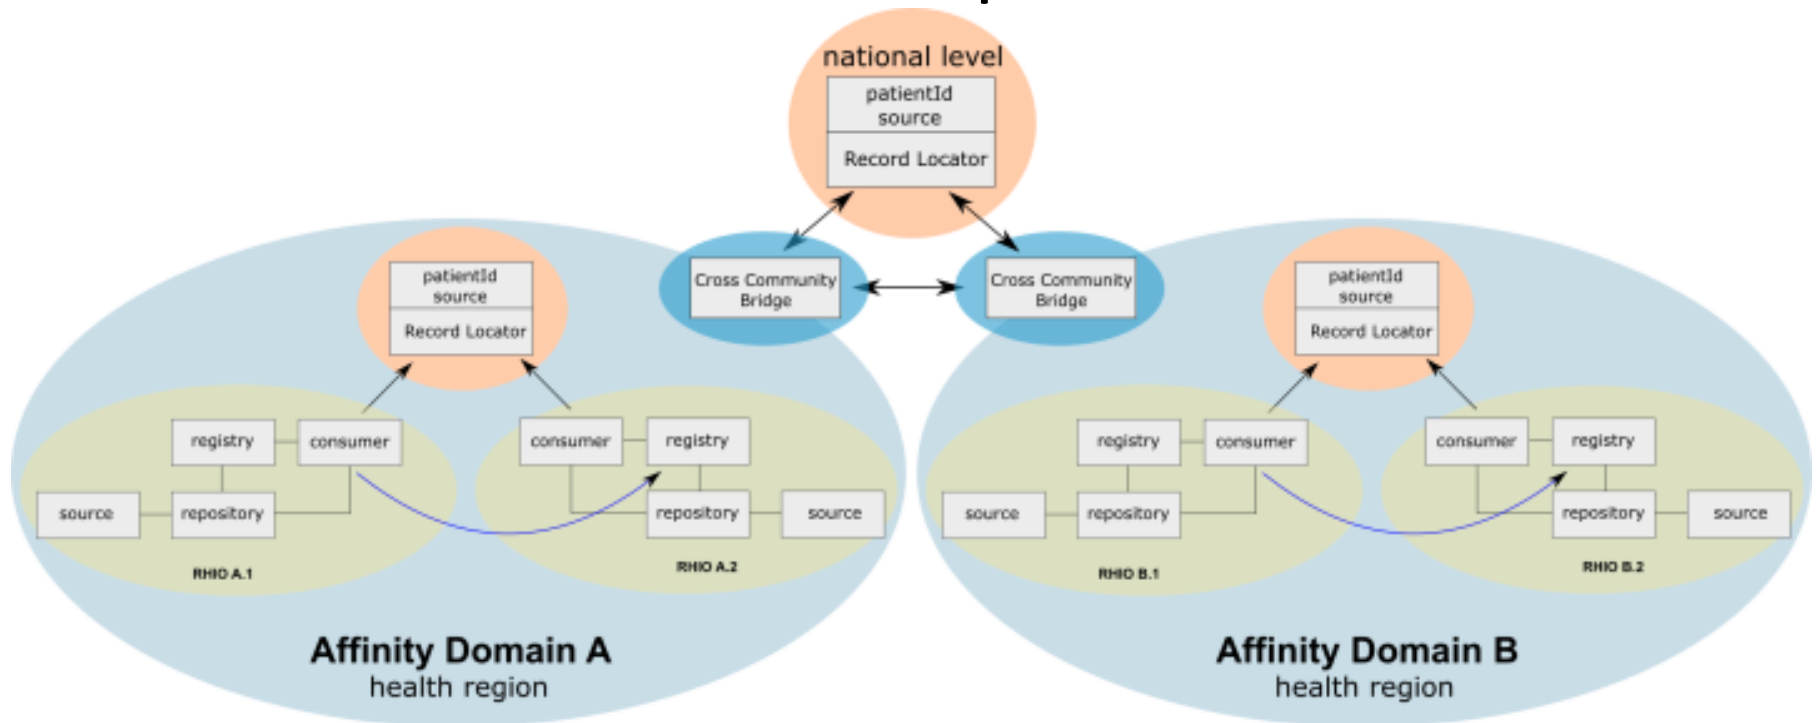 national level
patientId
source
Record Locator
Cross Community
Bridge
Cross Community
Bridge
patientId
source
Record Locator
patientId
source
Record Locator
registry
consumer
source
repository
RHIO A.1
consumer
registry
repository
source
RHIO A.2
registry
consumer
source
repository
RHIO B.1
consumer
registry
repository
source
RHIO B.2
Affinity Domain A
health region
Affinity Domain B
health region